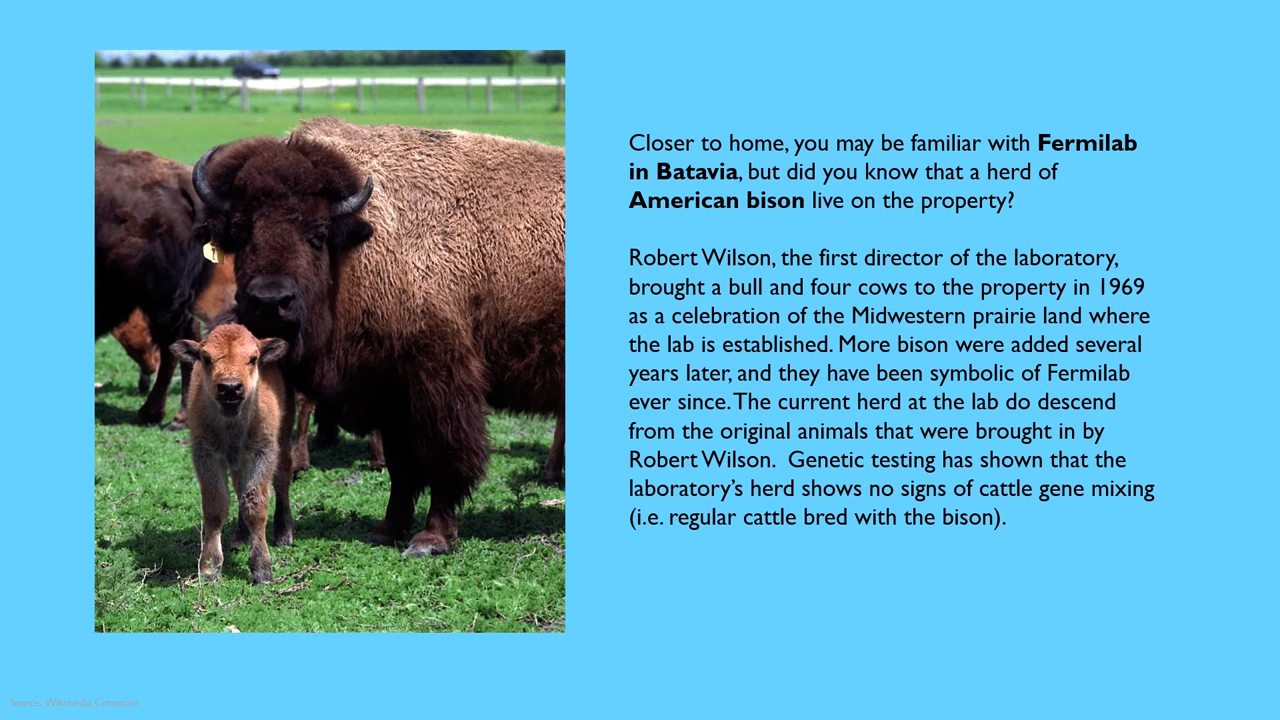 Closer to home, you may be familiar with Fermilab
in Batavia, but did you know that a herd of
American bison live on the property?
Robert Wilson, the first director of the laboratory,
brought a bull and four cows to the property in 1969
as a celebration of the Midwestern prairie land where
the lab is established. More bison were added several
years later, and they have been symbolic of Fermilab
ever since. The current herd at the lab do descend
from the original animals that were brought in by
Robert Wilson.  Genetic testing has shown that the
laboratory’s herd shows no signs of cattle gene mixing
(i.e. regular cattle bred with the bison).
Source: Wikimedia Commons